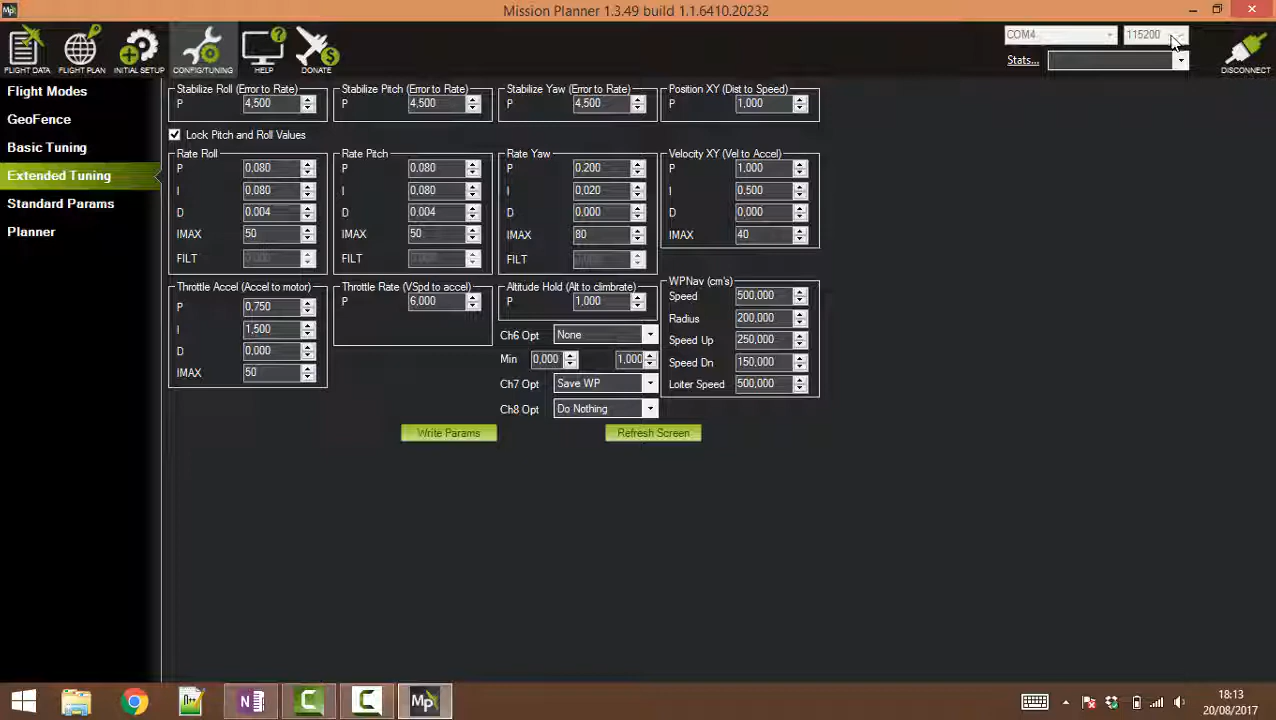 Mp
Mission Planner 1.3.49 build 1.1.6410.20232
FLIGHT DATA
FLIGHT PLAN
INITIAL SETUP
CONFIG/TUNING
HELP
DONATE
COM4
115200
Stats...
DISCONNECT
Flight Modes
GeoFence
Basic Tuning
Extended Tuning
Standard Params
Planner
Stabilize Roll (Error to Rate)
P 4,500
Stabilize Pitch (Error to Rate)
P 4,500
Stabilize Yaw (Error to Rate)
P 4,500
Position XY (Dist to Speed)
P 1,000
Lock Pitch and Roll Values
Rate Roll
P 0,080
I 0,080
D 0,004
IMAX 50
FILT 0,000
Rate Pitch
P 0,080
I 0,080
D 0,004
IMAX 50
FILT 0,000
Rate Yaw
P 0,200
I 0,020
D 0,000
IMAX 80
FILT 0,000
Velocity XY (Vel to Accel)
P 1,000
I 0,500
D 0,000
IMAX 40
Throttle Accel (Accel to motor)
P 0,750
I 1,500
D 0,000
IMAX 50
Throttle Rate (VSpd to accel)
P 6,000
Altitude Hold (Alt to climbrate)
P 1,000
Ch6 Opt None
Min 0,000 1,000
Ch7 Opt Save WP
Ch8 Opt Do Nothing
WPNav (cm's)
Speed 500,000
Radius 200,000
Speed Up 250,000
Speed Dn 150,000
Loiter Speed 500,000
Write Params
Refresh Screen
Mp
18:13
20/08/2017